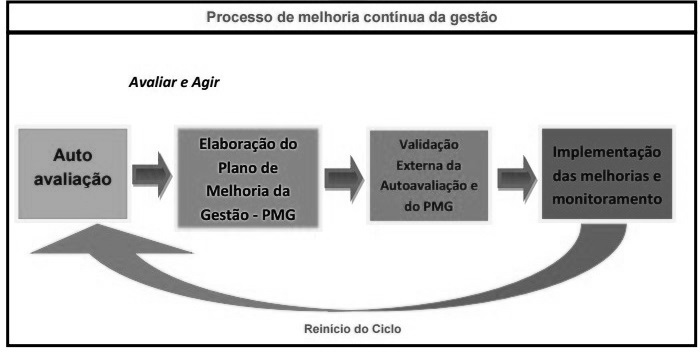 Processo de melhoria contínua da gestão
Avaliar e Agir
Auto
avaliação
Elaboração do
Plano de
Melhoria da
Gestão - PMG
Validação
Externa da
Autoavaliação e
do PMG
Implementação
das melhorias e
monitoramento
Reinicio do Ciclo